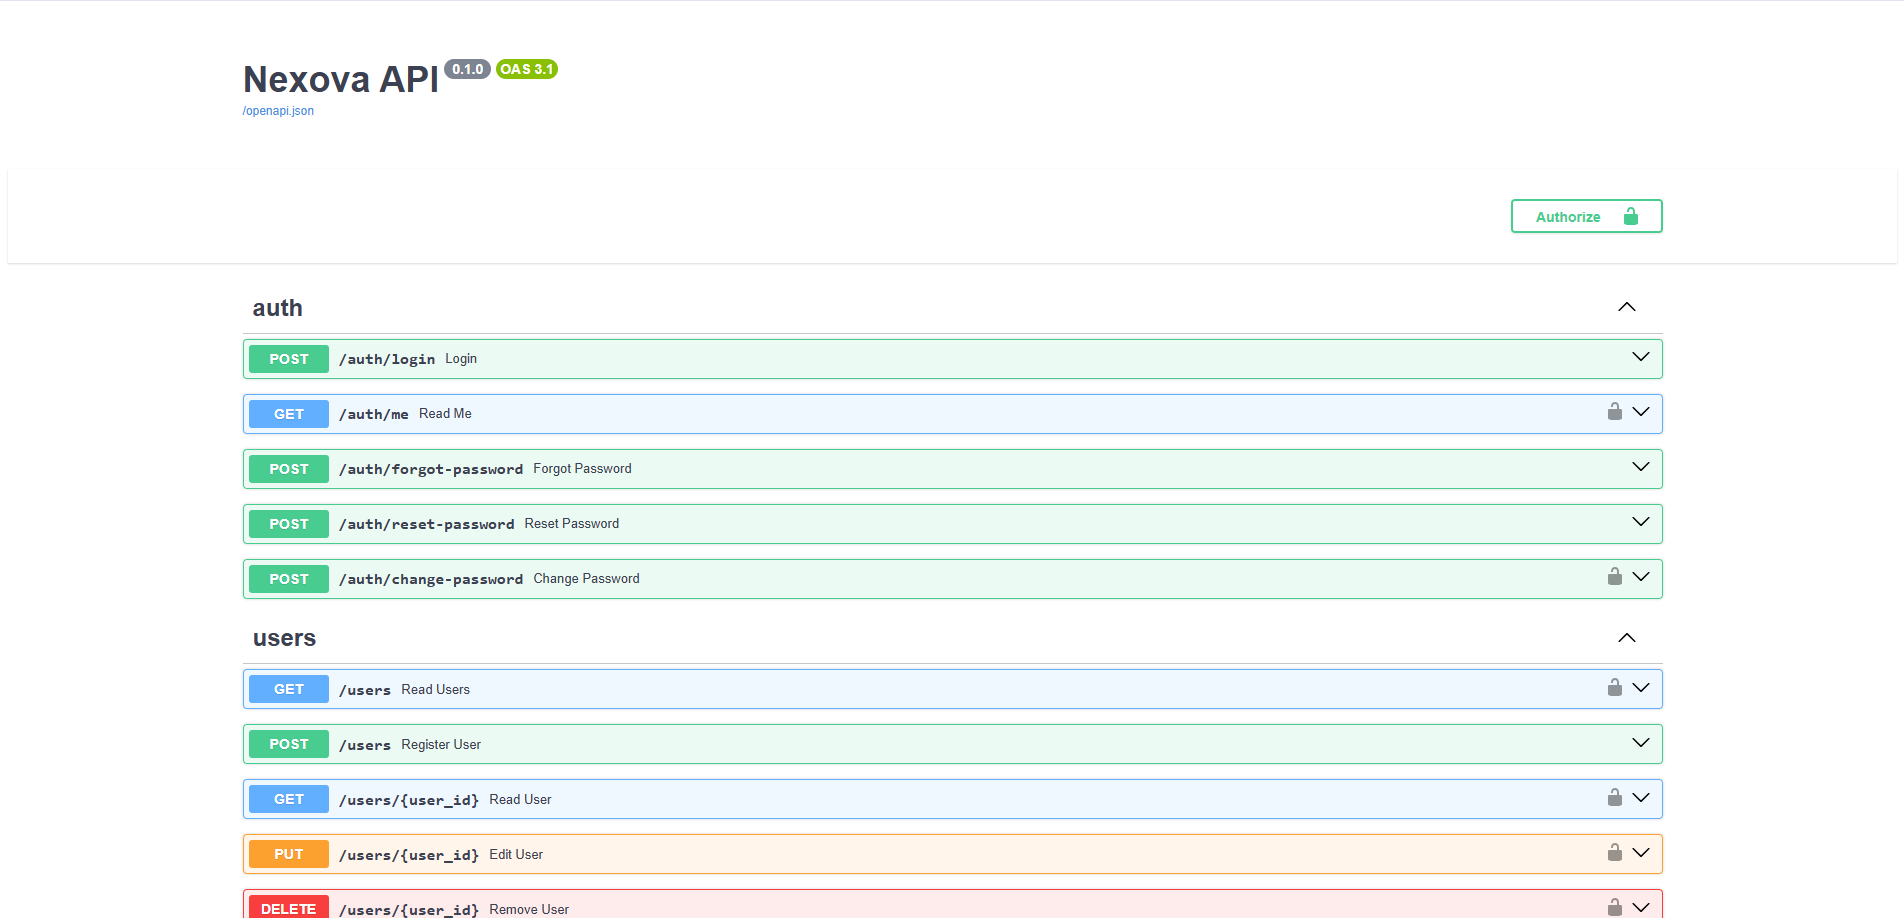 Nexova API 0.1.0 OAS 3.1
/openapi.json
Authorize
auth
POST /auth/login Login
GET /auth/me Read Me
POST /auth/forgot-password Forgot Password
POST /auth/reset-password Reset Password
POST /auth/change-password Change Password
users
GET /users Read Users
POST /users Register User
GET /users/{user_id} Read User
PUT /users/{user_id} Edit User
DELETE /users/{user_id} Remove User